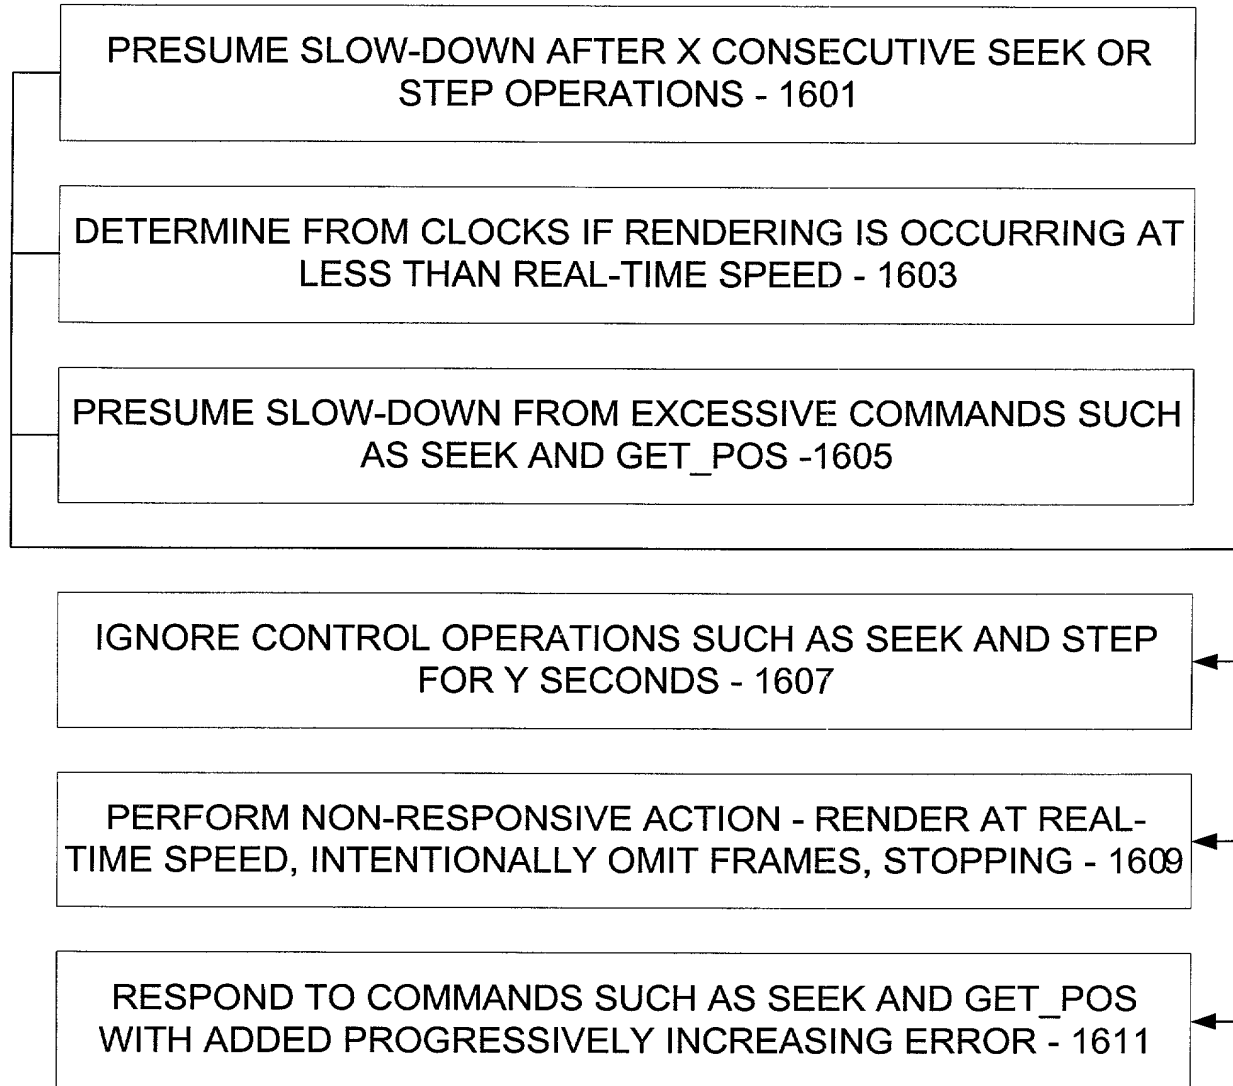 PRESUME SLOW-DOWN AFTER X CONSECUTIVE SEEK OR
STEP OPERATIONS - 1601
DETERMINE FROM CLOCKS IF RENDERING IS OCCURRING AT
LESS THAN REAL-TIME SPEED - 1603
PRESUME SLOW-DOWN FROM EXCESSIVE COMMANDS SUCH
AS SEEK AND GET_POS -1605
IGNORE CONTROL OPERATIONS SUCH AS SEEK AND STEP
FOR Y SECONDS - 1607
PERFORM NON-RESPONSIVE ACTION - RENDER AT REAL-
TIME SPEED, INTENTIONALLY OMIT FRAMES, STOPPING - 1609
RESPOND TO COMMANDS SUCH AS SEEK AND GET_POS
WITH ADDED PROGRESSIVELY INCREASING ERROR - 1611